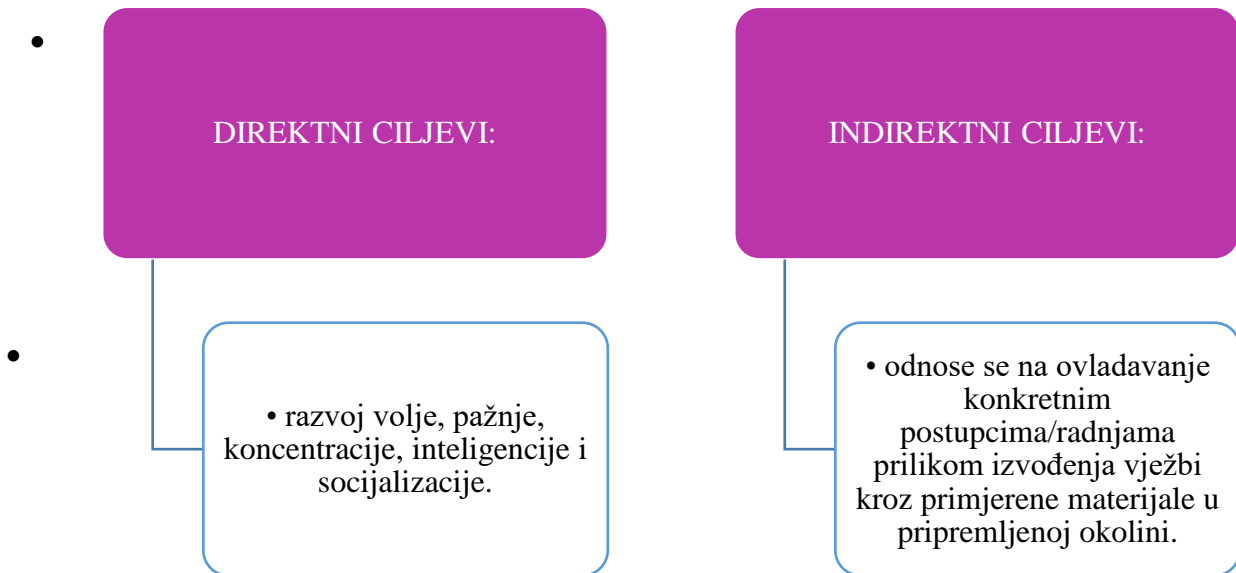 DIREKTNI CILJEVI:
• razvoj volje, pažnje,
koncentracije, inteligencije i
socijalizacije.
INDIREKTNI CILJEVI:
• odnose se na ovladavanje
konkretnim
postupcima/radnjama
prilikom izvođenja vježbi
kroz primjerene materijale u
pripremljenoj okolini.